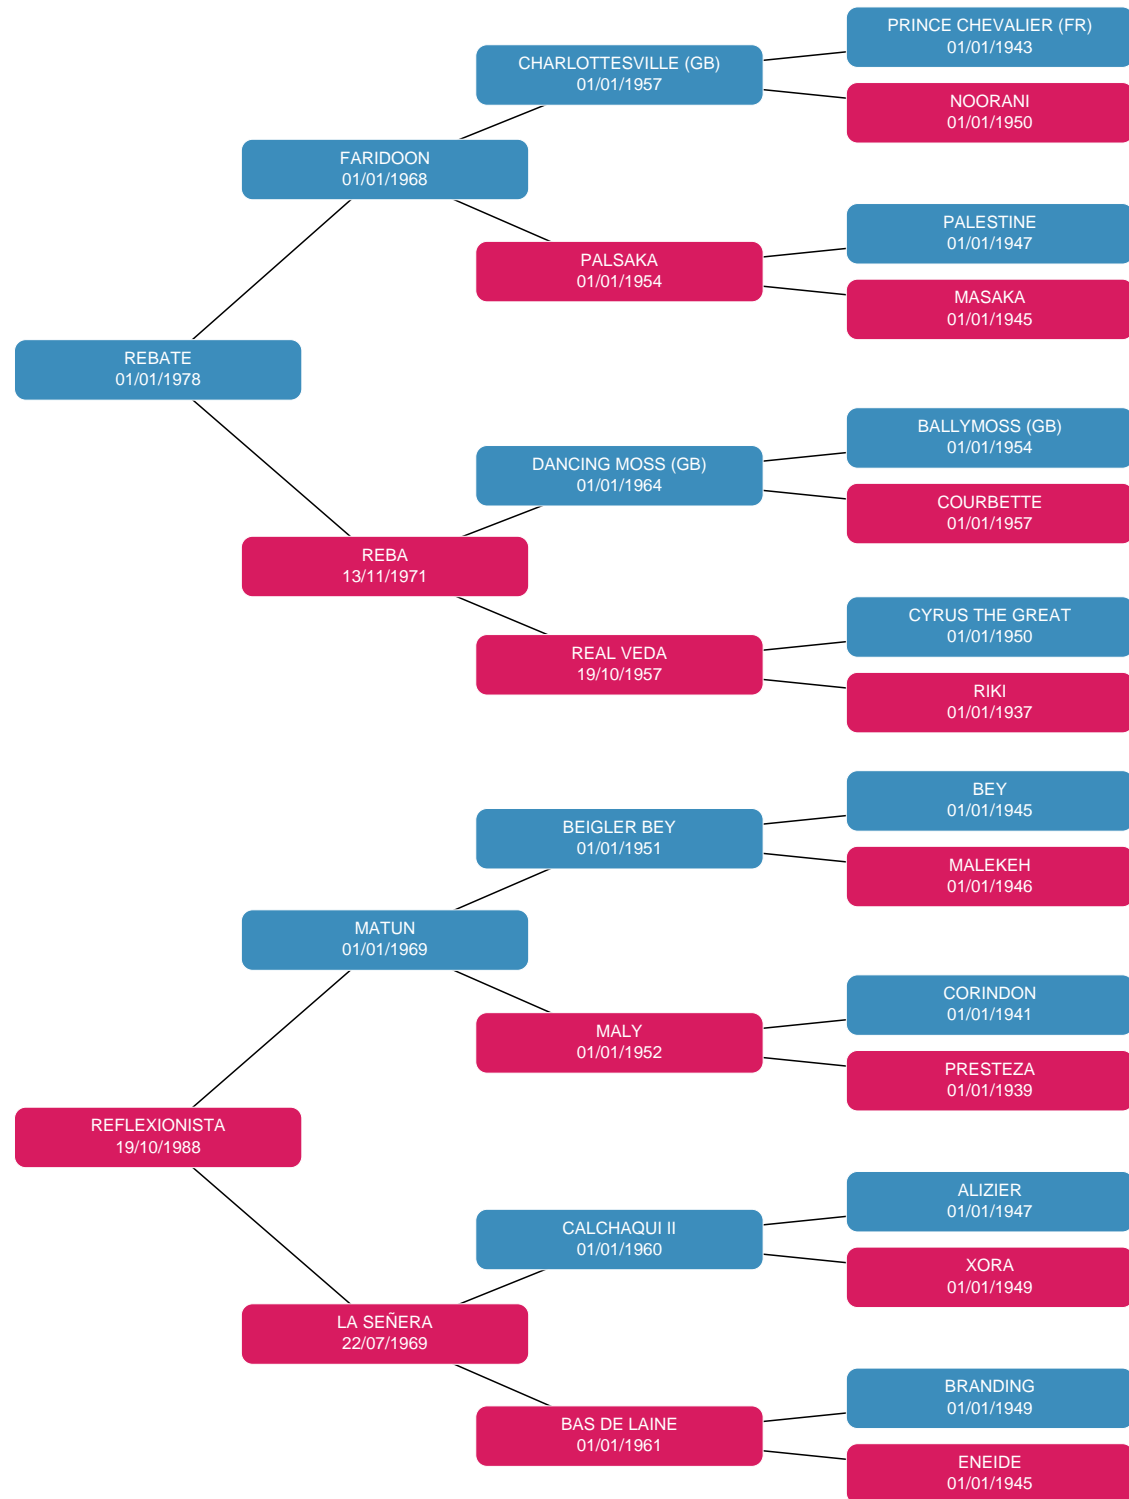 PRINCE CHEVALIER (FR)
01/01/1943
CHARLOTTESVILLE (GB)
01/01/1957
NOORANI
01/01/1950
FARIDOON
01/01/1968
PALESTINE
01/01/1947
PALSAKA
01/01/1954
MASAKA
01/01/1945
REBATE
01/01/1978
BALLYMOSS (GB)
01/01/1954
DANCING MOSS (GB)
01/01/1964
COURBETTE
01/01/1957
REBA
13/11/1971
CYRUS THE GREAT
01/01/1950
REAL VEDA
19/10/1957
RIKI
01/01/1937
BEY
01/01/1945
BEIGLER BEY
01/01/1951
MALEKEH
01/01/1946
MATUN
01/01/1969
CORINDON
01/01/1941
MALY
01/01/1952
PRESTEZA
01/01/1939
REFLEXIONISTA
19/10/1988
ALIZIER
01/01/1947
CALCHAQUI II
01/01/1960
XORA
01/01/1949
LA SEÑERA
22/07/1969
BRANDING
01/01/1949
BAS DE LAINE
01/01/1961
ENEIDE
01/01/1945